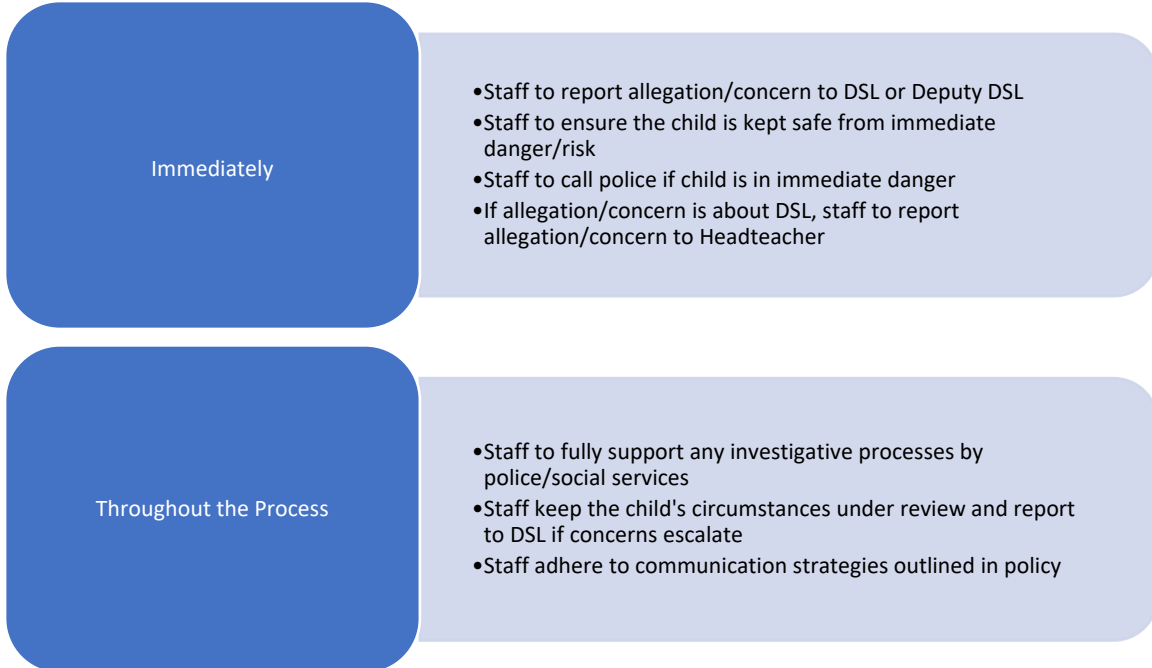 Immediately
•Staff to report allegation/concern to DSL or Deputy DSL
•Staff to ensure the child is kept safe from immediate
danger/risk
•Staff to call police if child is in immediate danger
•If allegation/concern is about DSL, staff to report
allegation/concern to Headteacher
Throughout the Process
•Staff to fully support any investigative processes by
police/social services
•Staff keep the child's circumstances under review and report
to DSL if concerns escalate
•Staff adhere to communication strategies outlined in policy